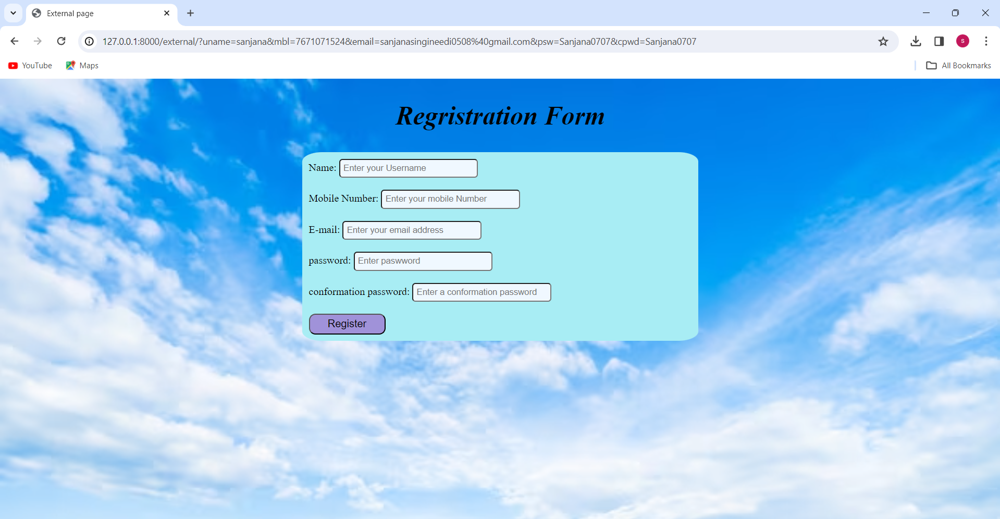 External page
127.0.0.1:8000/external/?uname=sanjana&mbl=7671071524&email=sanjanasingineedi0508%40gmail.com&psw=Sanjana0707&cpwd=Sanjana0707
S
YouTube Maps All Bookmarks
Regristration Form
Name: Enter your Username
Mobile Number: Enter your mobile Number
E-mail: Enter your email address
password: Enter paswword
conformation password: Enter a conformation password
Register